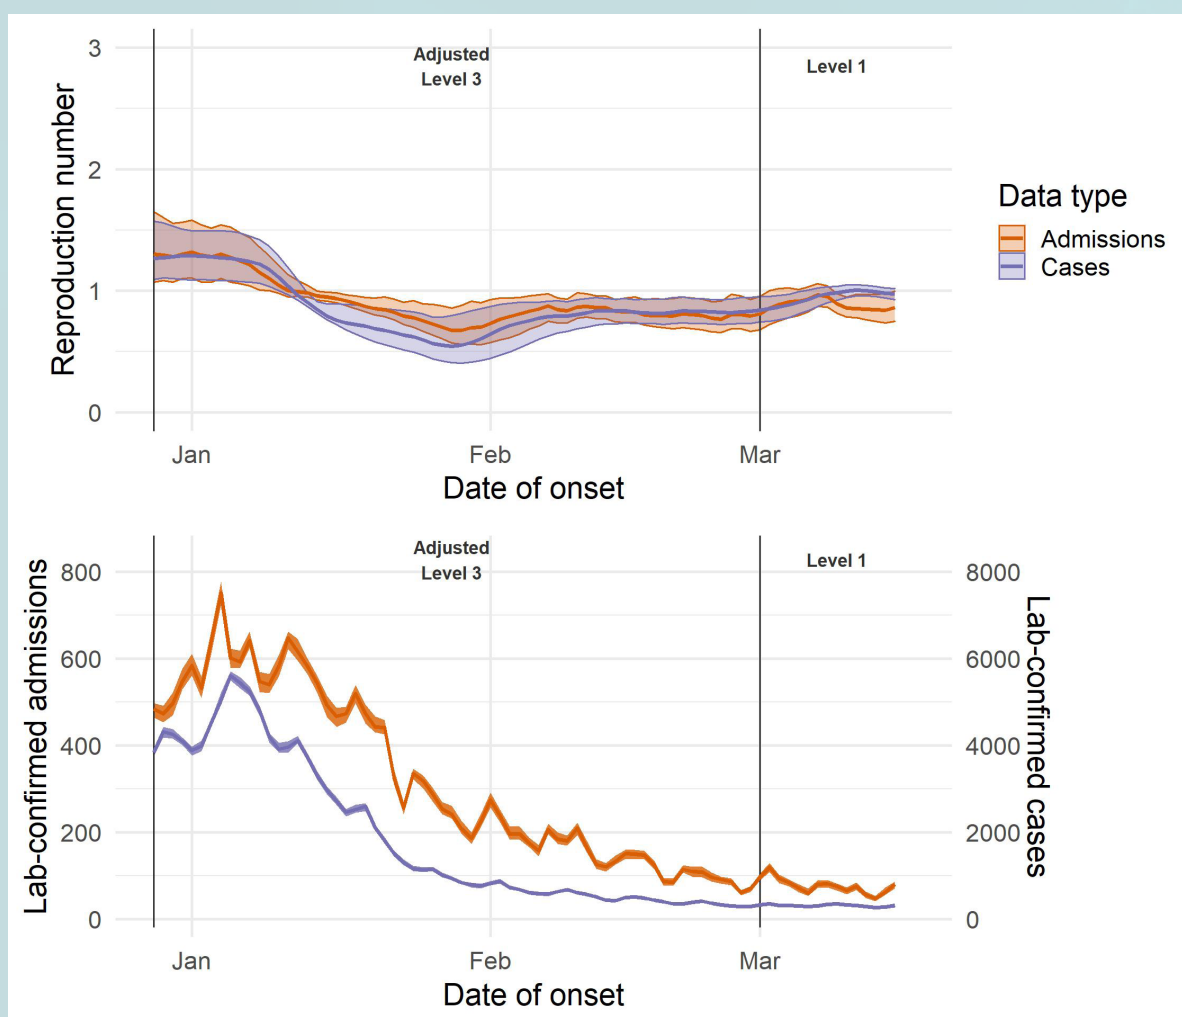 3
2
1
0
Reproduction number
Adjusted
Level 3
Level 1
Jan
Feb
Mar
Date of onset
Data type
Admissions
Cases
Adjusted
Level 3
Level 1
800
600
400
200
0
Lab-confirmed admissions
8000
6000
4000
2000
0
Lab-confirmed cases
Jan
Feb
Mar
Date of onset